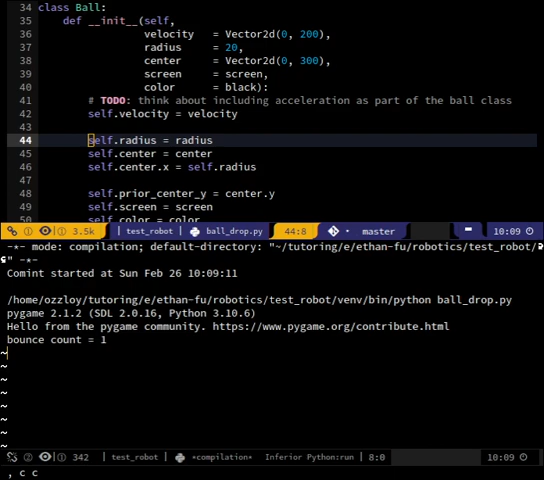 34 class Ball:
35     def __init__(self,
36                  velocity   = Vector2d(0, 200),
37                  radius     = 20,
38                  center     = Vector2d(0, 300),
39                  screen     = screen,
40                  color      = black):
41         # TODO: think about including acceleration as part of the ball class
42         self.velocity = velocity
43
44         self.radius = radius
45         self.center = center
46         self.center.x = self.radius
47
48         self.prior_center_y = center.y
49         self.screen = screen
50         self.color = color
① 3.5k | test_robot ball_drop.py 44:8 master 10:09
-*- mode: compilation; default-directory: "~/tutoring/e/ethan-fu/robotics/test_robot/
" -*-
Comint started at Sun Feb 26 10:09:11
/home/ozzloy/tutoring/e/ethan-fu/robotics/test_robot/venv/bin/python ball_drop.py
pygame 2.1.2 (SDL 2.0.16, Python 3.10.6)
Hello from the pygame community. https://www.pygame.org/contribute.html
bounce count = 1
~
~
~
~
~
~
~
~
① 342 | test_robot | *compilation* Inferior Python:run | 8:0 10:09
, c c